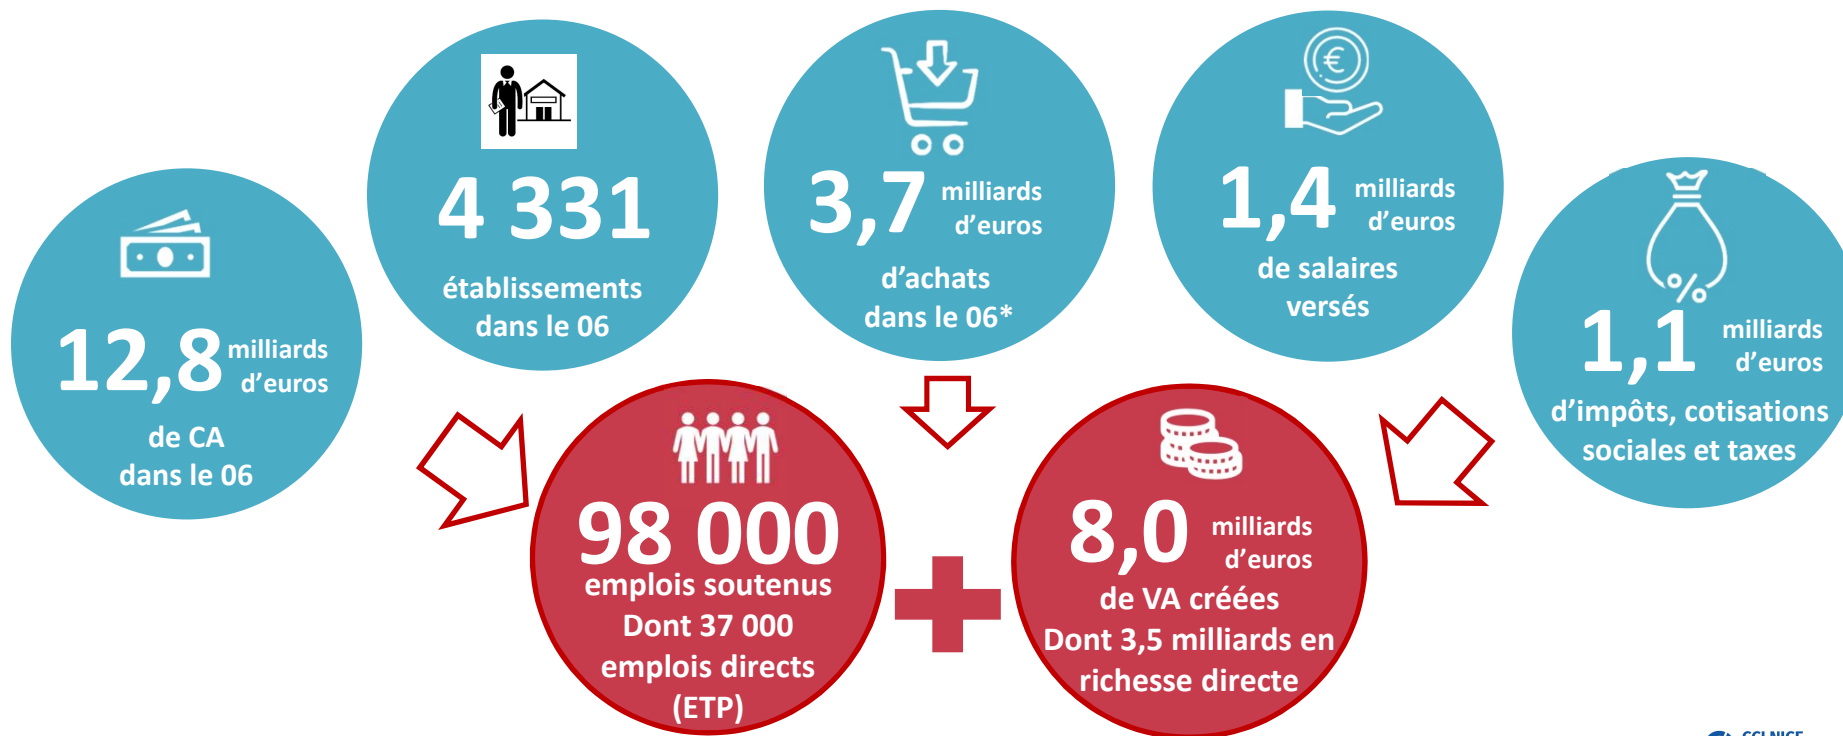 12,8 milliards
d’euros
de CA
dans le 06
4 331
établissements
dans le 06
3,7 milliards
d’euros
d’achats
dans le 06*
1,4 milliards
d’euros
de salaires
versés
%
1,1 milliards
d’euros
d’impôts, cotisations
sociales et taxes
98 000
emplois soutenus
Dont 37 000
emplois directs
(ETP)
8,0 milliards
d’euros
de VA créées
Dont 3,5 milliards en
richesse directe
CCI NICE